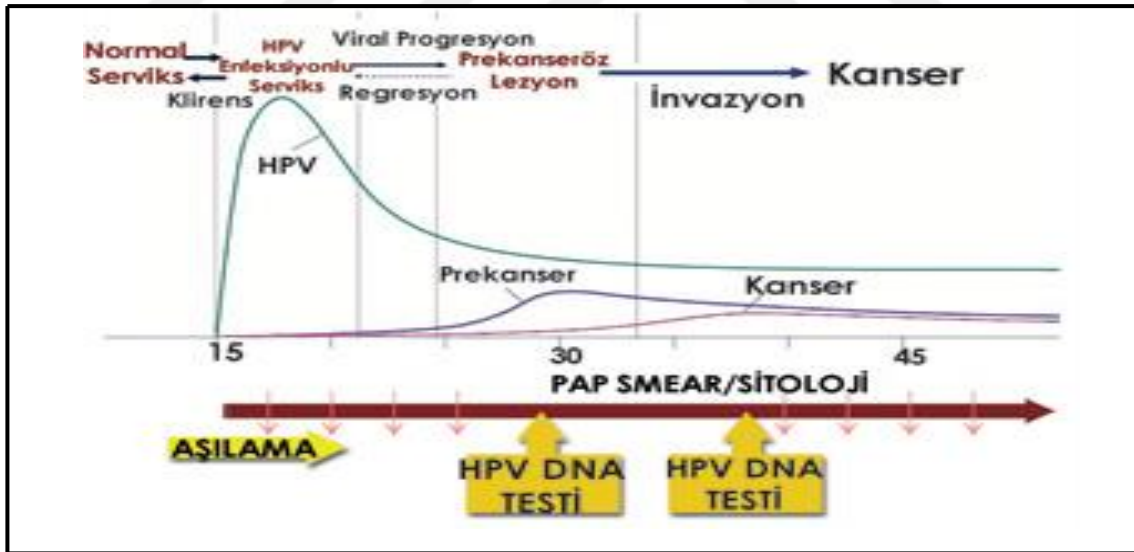 Normal
Serviks
HPV
Enfeksiyonlu
Serviks
Klirens
Viral Progresyon
Regresyon
Prekanseröz
Lezyon
İnvazyon
Kanser
HPV
Prekanser
Kanser
15
30
45
PAP SMEAR/SİTOLOJİ
AŞILAMA
HPV DNA
TESTİ
HPV DNA
TESTİ